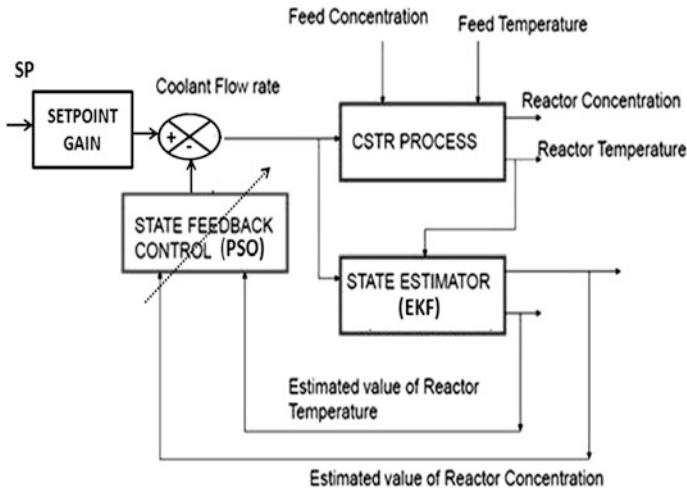 Feed Concentration
Feed Temperature
SP
Coolant Flow rate
SETPOINT
GAIN
+
-
CSTR PROCESS
Reactor Concentration
Reactor Temperature
STATE FEEDBACK
CONTROL (PSO)
STATE ESTIMATOR
(EKF)
Estimated value of Reactor
Temperature
Estimated value of Reactor Concentration